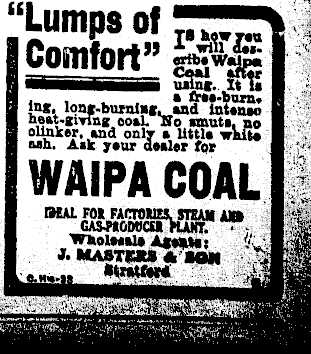 "Lumps of
Comfort"
Is how you
will des-
cribe Waipa
Coal after
using. It is
a free-burn-
ing, long-burning, and intense
heat-giving coal. No smuts, no
clinker, and only a little white
ash. Ask your dealer for
WAIPA COAL
IDEAL FOR FACTORIES, STEAM AND
GAS-PRODUCER PLANT.
Wholesale Agents:
J. MASTERS & SON
Stratford